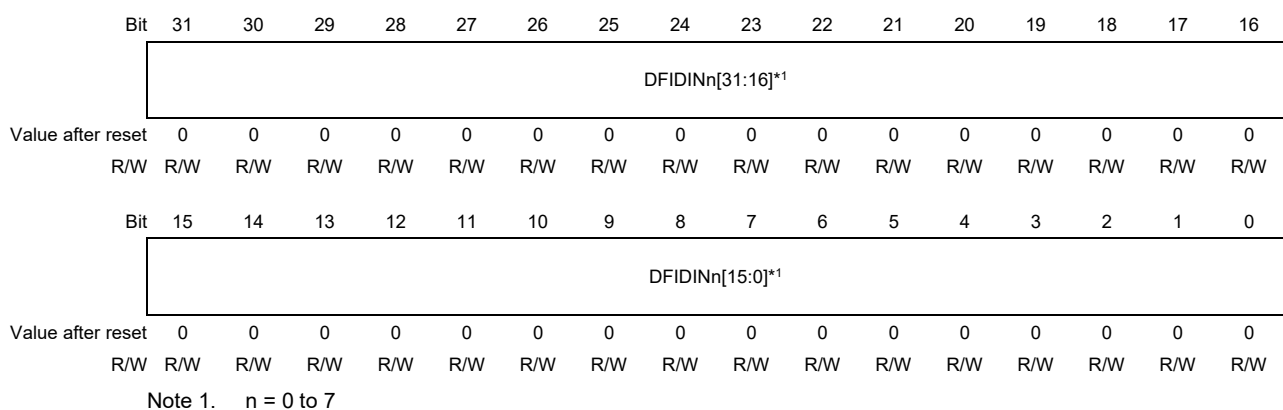 Bit 31 30 29 28 27 26 25 24 23 22 21 20 19 18 17 16
DFIDINn[31:16]*1
Value after reset 0 0 0 0 0 0 0 0 0 0 0 0 0 0 0 0
R/W R/W R/W R/W R/W R/W R/W R/W R/W R/W R/W R/W R/W R/W R/W R/W R/W
Bit 15 14 13 12 11 10 9 8 7 6 5 4 3 2 1 0
DFIDINn[15:0]*1
Value after reset 0 0 0 0 0 0 0 0 0 0 0 0 0 0 0 0
R/W R/W R/W R/W R/W R/W R/W R/W R/W R/W R/W R/W R/W R/W R/W R/W R/W
Note 1. n = 0 to 7